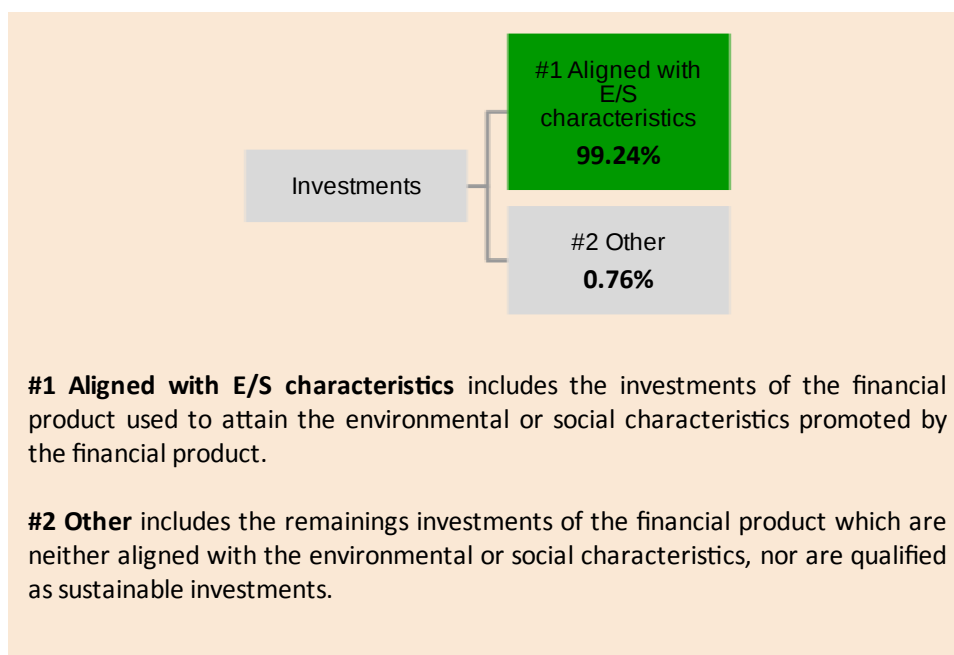 #1 Aligned with
E/S
characteristics
99.24%
Investments
#2 Other
0.76%
#1 Aligned with E/S characteristics includes the investments of the financial
product used to attain the environmental or social characteristics promoted by
the financial product.
#2 Other includes the remainings investments of the financial product which are
neither aligned with the environmental or social characteristics, nor are qualified
as sustainable investments.